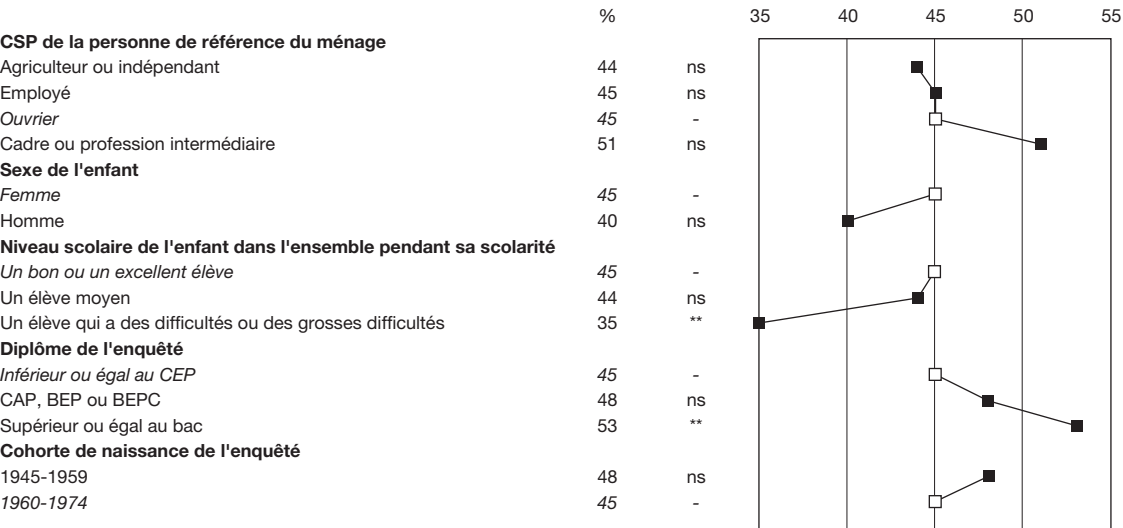 % 35 40 45 50 55
CSP de la personne de référence du ménage
Agriculteur ou indépendant 44 ns
Employé 45 ns
Ouvrier 45 -
Cadre ou profession intermédiaire 51 ns
Sexe de l'enfant
Femme 45 -
Homme 40 ns
Niveau scolaire de l'enfant dans l'ensemble pendant sa scolarité
Un bon ou un excellent élève 45 -
Un élève moyen 44 ns
Un élève qui a des difficultés ou des grosses difficultés 35 **
Diplôme de l'enquêté
Inférieur ou égal au CEP 45 -
CAP, BEP ou BEPC 48 ns
Supérieur ou égal au bac 53 **
Cohorte de naissance de l'enquêté
1945-1959 48 ns
1960-1974 45 -